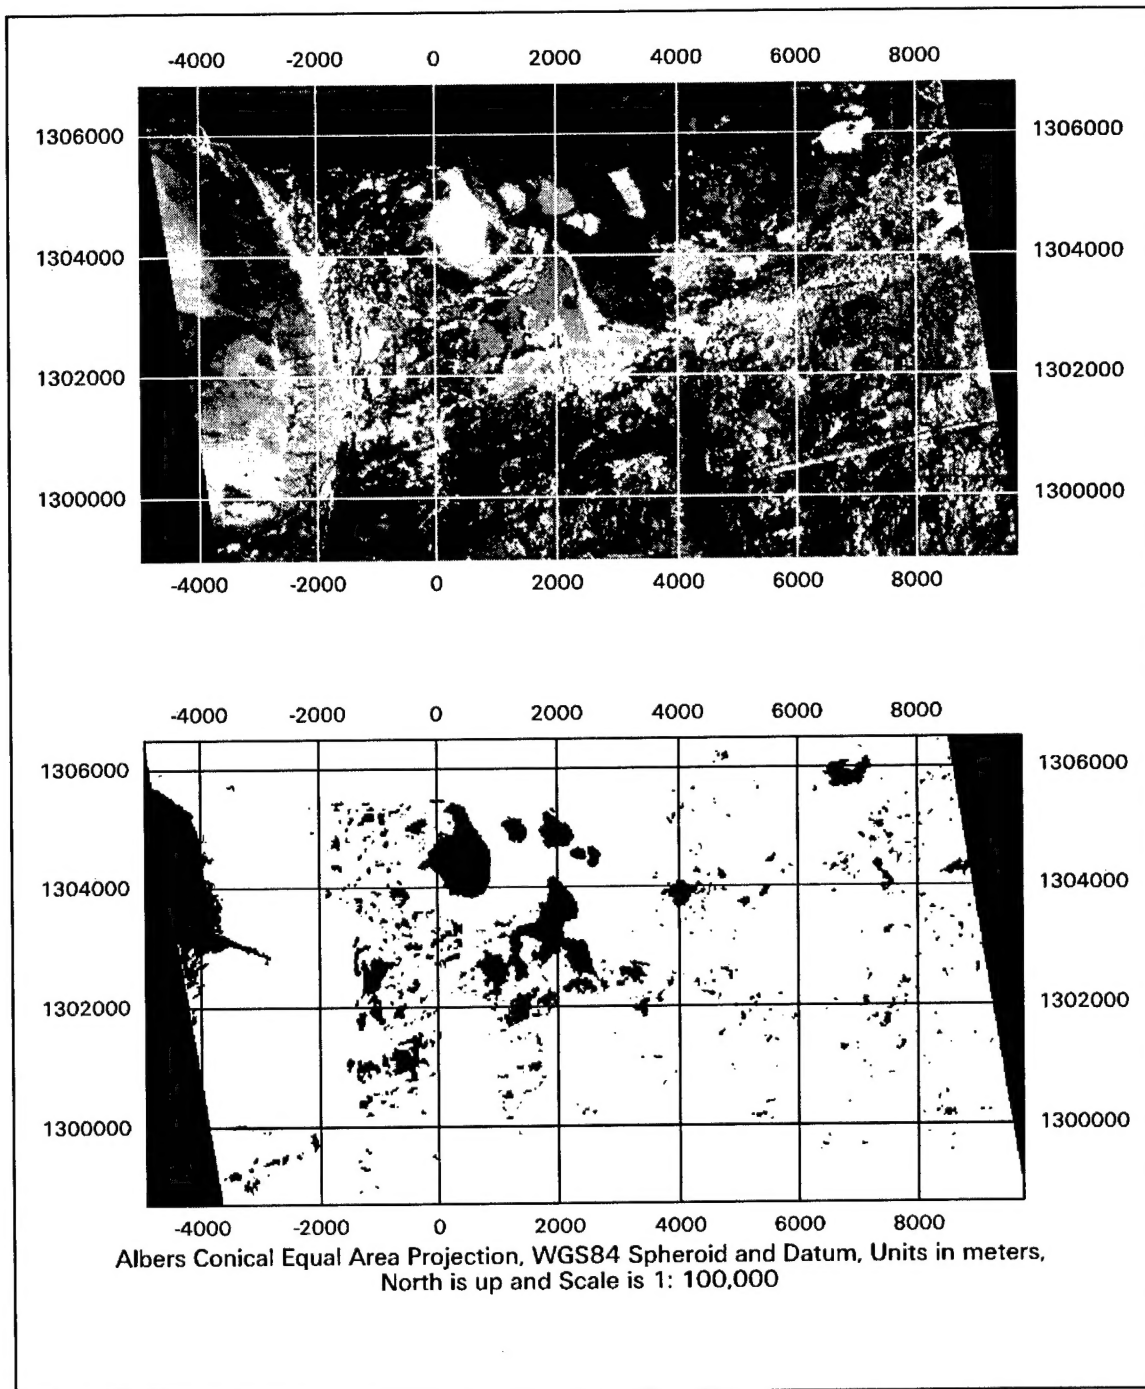 -4000 -2000 0 2000 4000 6000 8000
1306000 1306000
1304000 1304000
1302000 1302000
1300000 1300000
-4000 -2000 0 2000 4000 6000 8000
-4000 -2000 0 2000 4000 6000 8000
1306000 1306000
1304000 1304000
1302000 1302000
1300000 1300000
-4000 -2000 0 2000 4000 6000 8000
Albers Conical Equal Area Projection, WGS84 Spheroid and Datum, Units in meters,
North is up and Scale is 1: 100,000